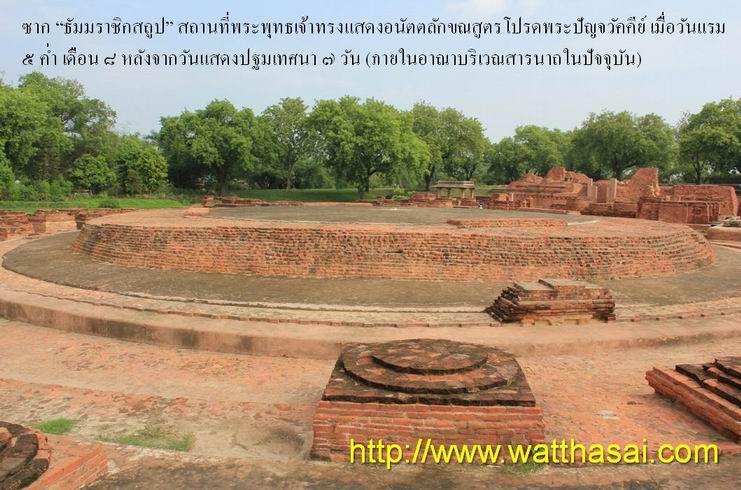 ซาก “ธัมมราชิกสถูป” สถานที่พระพุทธเจ้าทรงแสดงอนัตตลักขณสูตรโปรดพระปัญจวัคคีย์ เมื่อวันแรม
๕ ค่ำ เดือน ๘ หลังจากวันแสดงปฐมเทศนา ๗ วัน (ภายในอาณาบริเวณสารนาถในปัจจุบัน)
http://www.watthasai.com